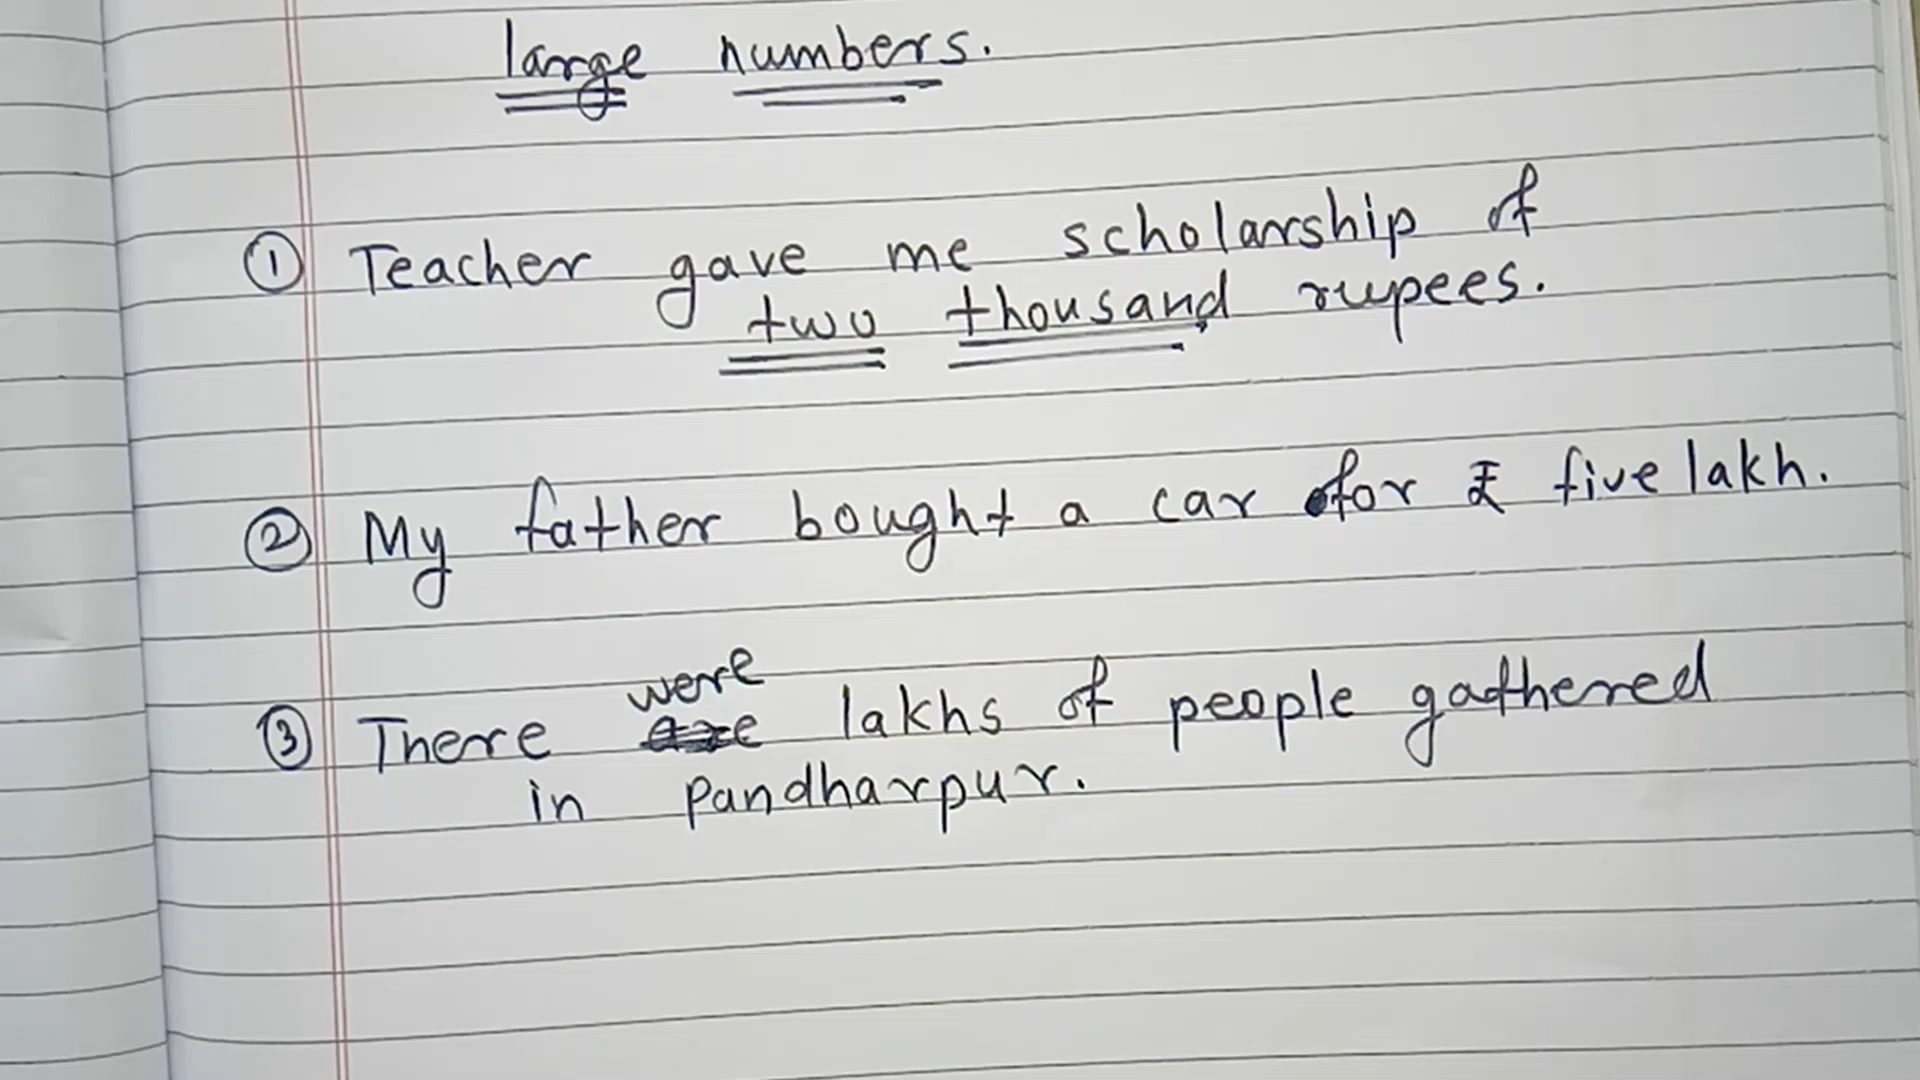 large numbers.
① Teacher gave me scholarship of
two thousand rupees.
② My father bought a car for ₹ five lakh.
were
③ There are lakhs of people gathered
in Pandharpur.